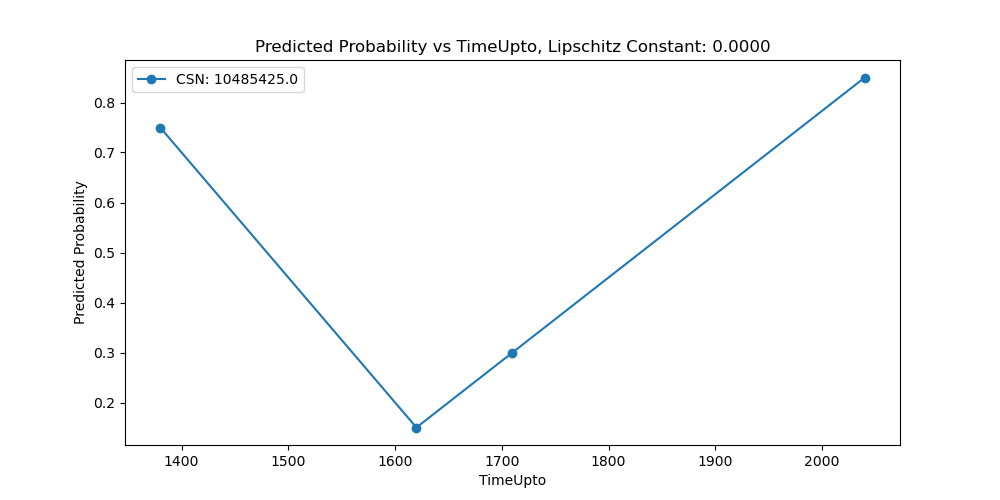 Predicted Probability vs TimeUpto, Lipschitz Constant: 0.0000
CSN: 10485425.0
Predicted Probability
0.8
0.7
0.6
0.5
0.4
0.3
0.2
1400 1500 1600 1700 1800 1900 2000
TimeUpto